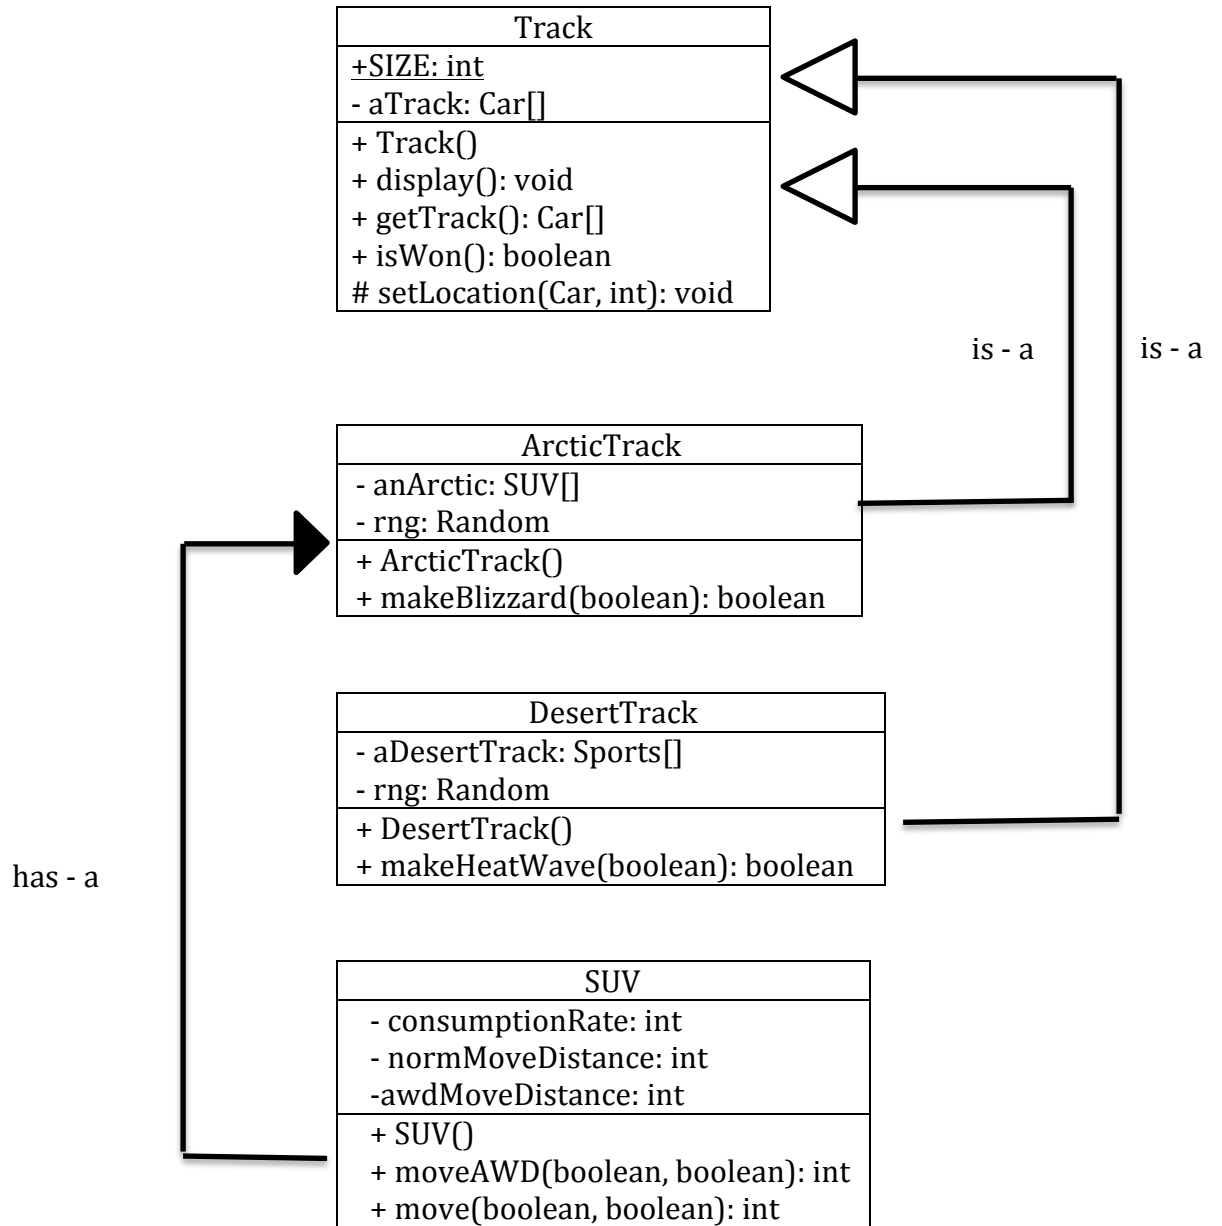 Track
+SIZE: int
- aTrack: Car[]
+ Track()
+ display(): void
+ getTrack(): Car[]
+ isWon(): boolean
# setLocation(Car, int): void
is - a
is - a
ArcticTrack
- anArctic: SUV[]
- rng: Random
+ ArcticTrack()
+ makeBlizzard(boolean): boolean
DesertTrack
- aDesertTrack: Sports[]
- rng: Random
+ DesertTrack()
+ makeHeatWave(boolean): boolean
has - a
SUV
- consumptionRate: int
- normMoveDistance: int
-awdMoveDistance: int
+ SUV()
+ moveAWD(boolean, boolean): int
+ move(boolean, boolean): int